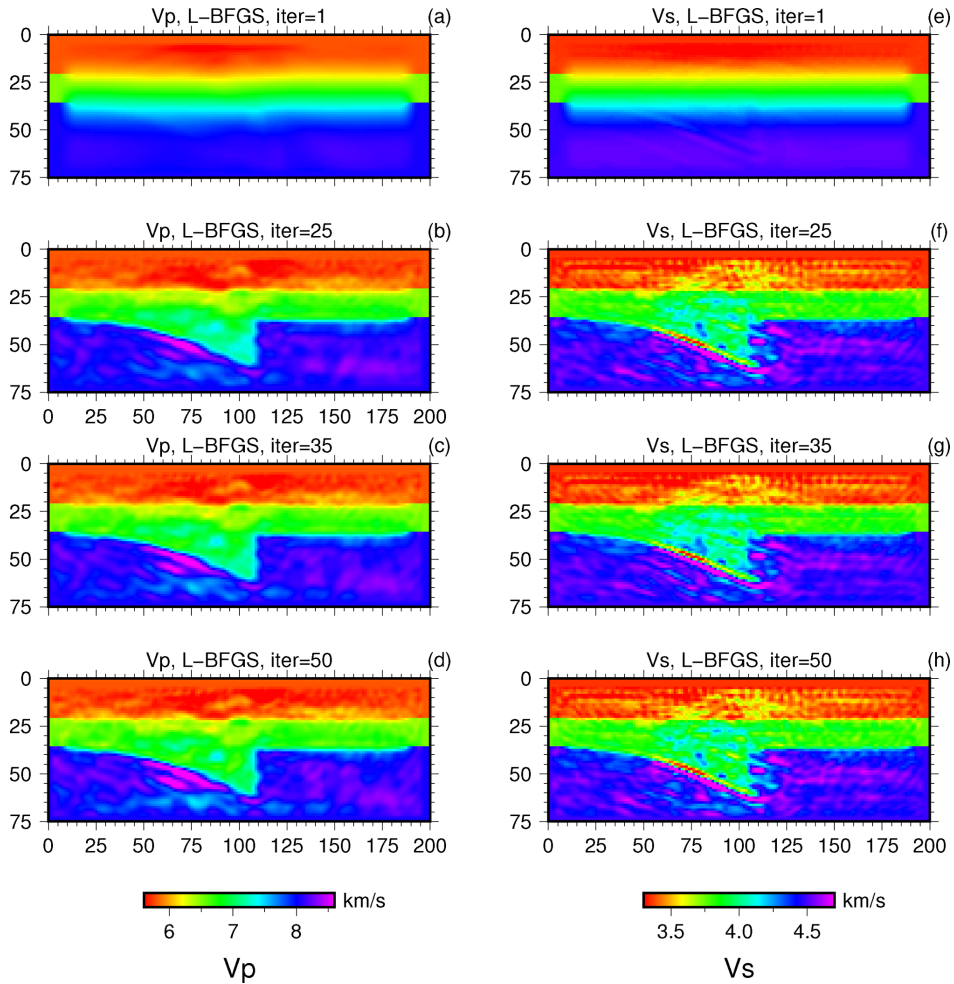 Vp, L-BFGS, iter=1 (a)
0
25
50
75
Vs, L-BFGS, iter=1 (e)
0
25
50
75
Vp, L-BFGS, iter=25 (b)
0
25
50
75
0 25 50 75 100 125 150 175 200
Vs, L-BFGS, iter=25 (f)
0
25
50
75
Vp, L-BFGS, iter=35 (c)
0
25
50
75
Vs, L-BFGS, iter=35 (g)
0
25
50
75
Vp, L-BFGS, iter=50 (d)
0
25
50
75
0 25 50 75 100 125 150 175 200
Vs, L-BFGS, iter=50 (h)
0
25
50
75
0 25 50 75 100 125 150 175 200
km/s
6 7 8
Vp
km/s
3.5 4.0 4.5
Vs